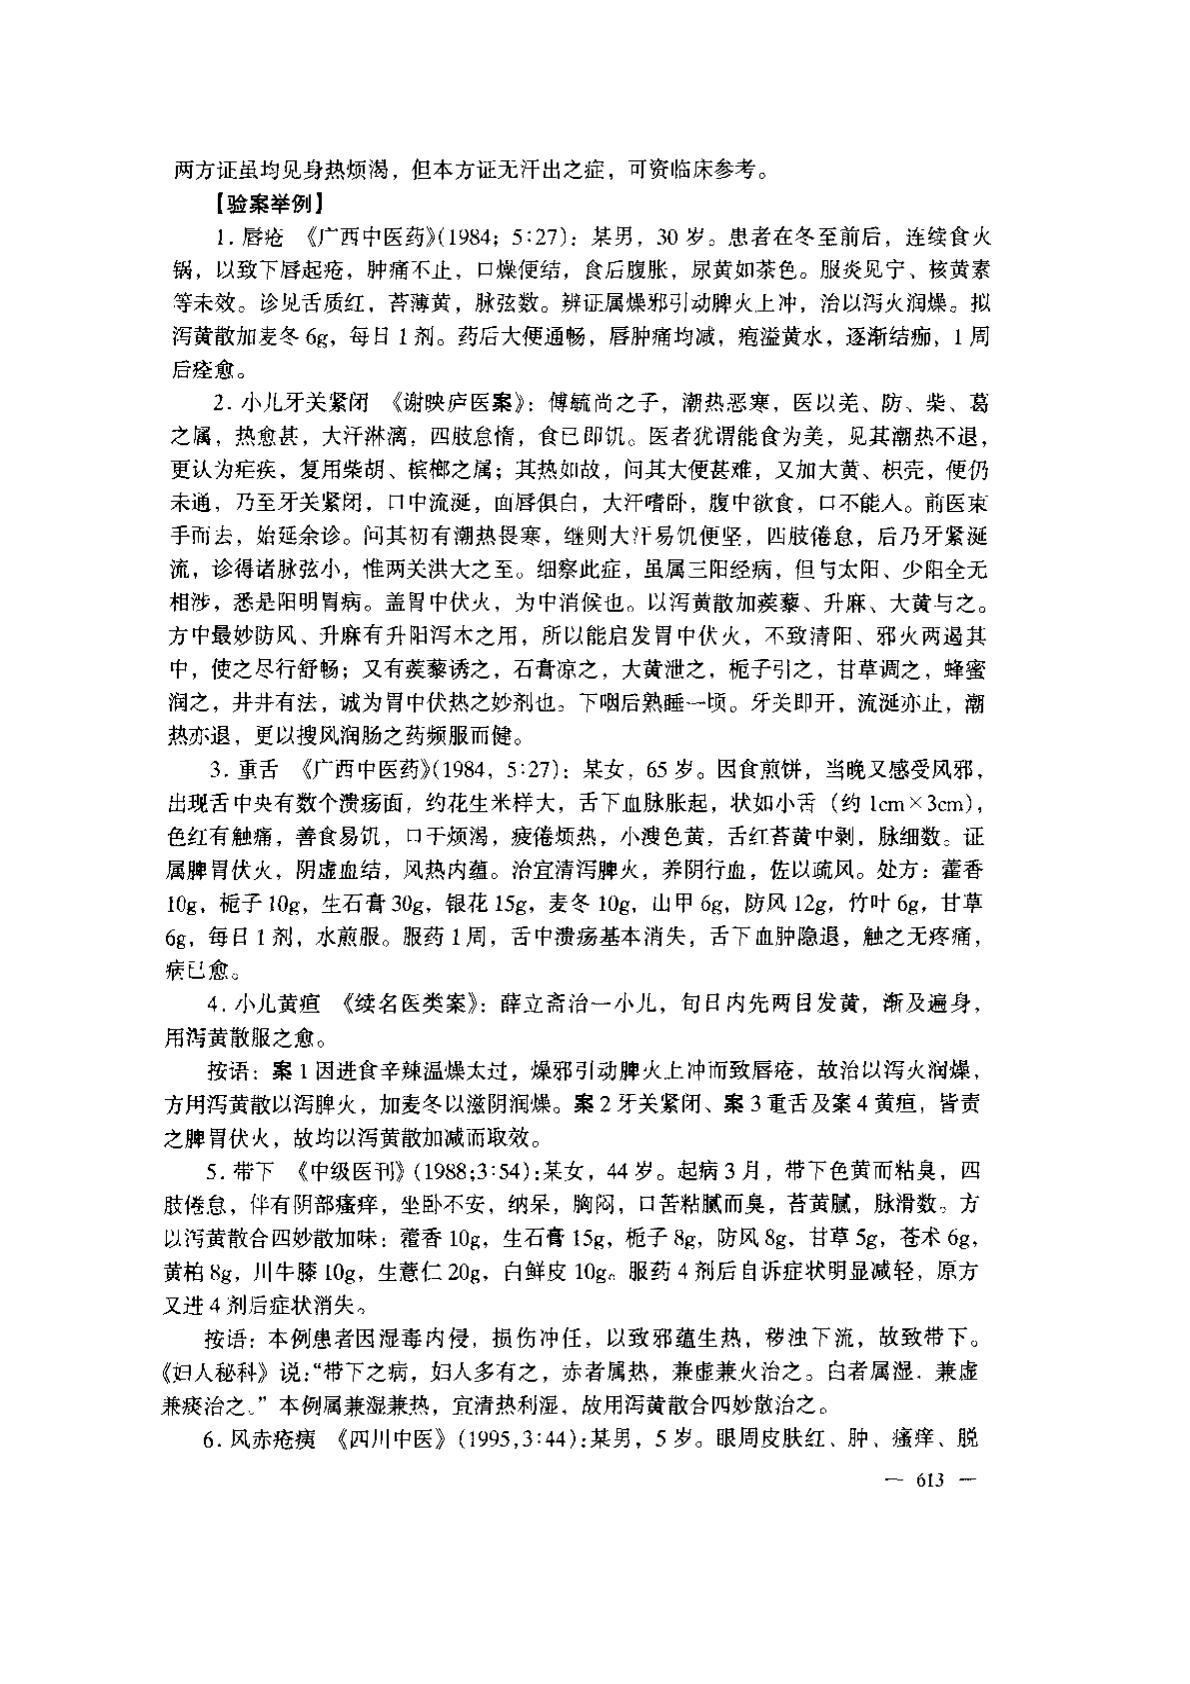 两方证虽均见身热烦渴，但本方证无汗出之症，可资临床参考。
【验案举例】
1. 唇疮 《广西中医药》(1984；5:27)：某男，30 岁。患者在冬至前后，连续食火
锅，以致下唇起疮，肿痛不止，口燥便结，食后腹胀，尿黄如茶色。服炎见宁、核黄素
等未效。诊见舌质红，苔薄黄，脉弦数。辨证属燥邪引动脾火上冲，治以泻火润燥。拟
泻黄散加麦冬 6g，每日 1 剂。药后大便通畅，唇肿痛均减，疱溢黄水，逐渐结痂，1 周
后痊愈。
2. 小儿牙关紧闭 《谢映庐医案》：傅毓尚之子，潮热恶寒，医以羌、防、柴、葛
之属，热愈甚，大汗淋漓，四肢怠惰，食已即饥。医者犹谓能食为美，见其潮热不退，
更认为疟疾，复用柴胡、槟榔之属；其热如故，问其大便甚难，又加大黄、枳壳，便仍
未通，乃至牙关紧闭，口中流涎，面唇俱白，大汗嗜卧，腹中欲食，口不能入。前医束
手而去，始延余诊。问其初有潮热畏寒，继则大汗易饥便坚，四肢倦怠，后乃牙紧涎
流，诊得诸脉弦小，惟两关洪大之至。细察此症，虽属三阳经病，但与太阳、少阳全无
相涉，悉是阳明胃病。盖胃中伏火，为中消候也。以泻黄散加蒺藜、升麻、大黄与之。
方中最妙防风、升麻有升阳泻木之用，所以能启发胃中伏火，不致清阳、邪火两遏其
中，使之尽行舒畅；又有蒺藜诱之，石膏凉之，大黄泄之，栀子引之，甘草调之，蜂蜜
润之，井井有法，诚为胃中伏热之妙剂也。下咽后熟睡一顷。牙关即开，流涎亦止，潮
热亦退，更以搜风润肠之药频服而健。
3. 重舌 《广西中医药》(1984，5:27)：某女，65 岁。因食煎饼，当晚又感受风邪，
出现舌中央有数个溃疡面，约花生米样大，舌下血脉胀起，状如小舌（约 1cm×3cm)，
色红有触痛，善食易饥，口干烦渴，疲倦烦热，小溲色黄，舌红苔黄中剥，脉细数。证
属脾胃伏火，阴虚血结，风热内蕴。治宜清泻脾火，养阴行血，佐以疏风。处方：藿香
10g，栀子 10g，生石膏 30g，银花 15g，麦冬 10g，山甲 6g，防风 12g，竹叶 6g，甘草
6g，每日 1 剂，水煎服。服药 1 周，舌中溃疡基本消失，舌下血肿隐退，触之无疼痛，
病已愈。
4. 小儿黄疸 《续名医类案》：薛立斋治一小儿，旬日内先两目发黄，渐及遍身，
用泻黄散服之愈。
按语：案 1 因进食辛辣温燥太过，燥邪引动脾火上冲而致唇疮，故治以泻火润燥，
方用泻黄散以泻脾火，加麦冬以滋阴润燥。案 2 牙关紧闭、案 3 重舌及案 4 黄疸，皆责
之脾胃伏火，故均以泻黄散加减而取效。
5. 带下 《中级医刊》(1988;3:54):某女，44 岁。起病 3 月，带下色黄而粘臭，四
肢倦怠，伴有阴部瘙痒，坐卧不安，纳呆，胸闷，口苦粘腻而臭，苔黄腻，脉滑数。方
以泻黄散合四妙散加味：藿香 10g，生石膏 15g，栀子 8g，防风 8g，甘草 5g，苍术 6g，
黄柏 8g，川牛膝 10g，生薏仁 20g，白鲜皮 10g。服药 4 剂后自诉症状明显减轻，原方
又进 4 剂后症状消失。
按语：本例患者因湿毒内侵，损伤冲任，以致邪蕴生热，秽浊下流，故致带下。
《妇人秘科》说:“带下之病，妇人多有之，赤者属热，兼虚兼火治之。白者属湿，兼虚
兼痰治之。”本例属兼湿兼热，宜清热利湿，故用泻黄散合四妙散治之。
6. 风赤疮痍 《四川中医》(1995,3:44):某男，5 岁。眼周皮肤红、肿、瘙痒、脱
— 613 —